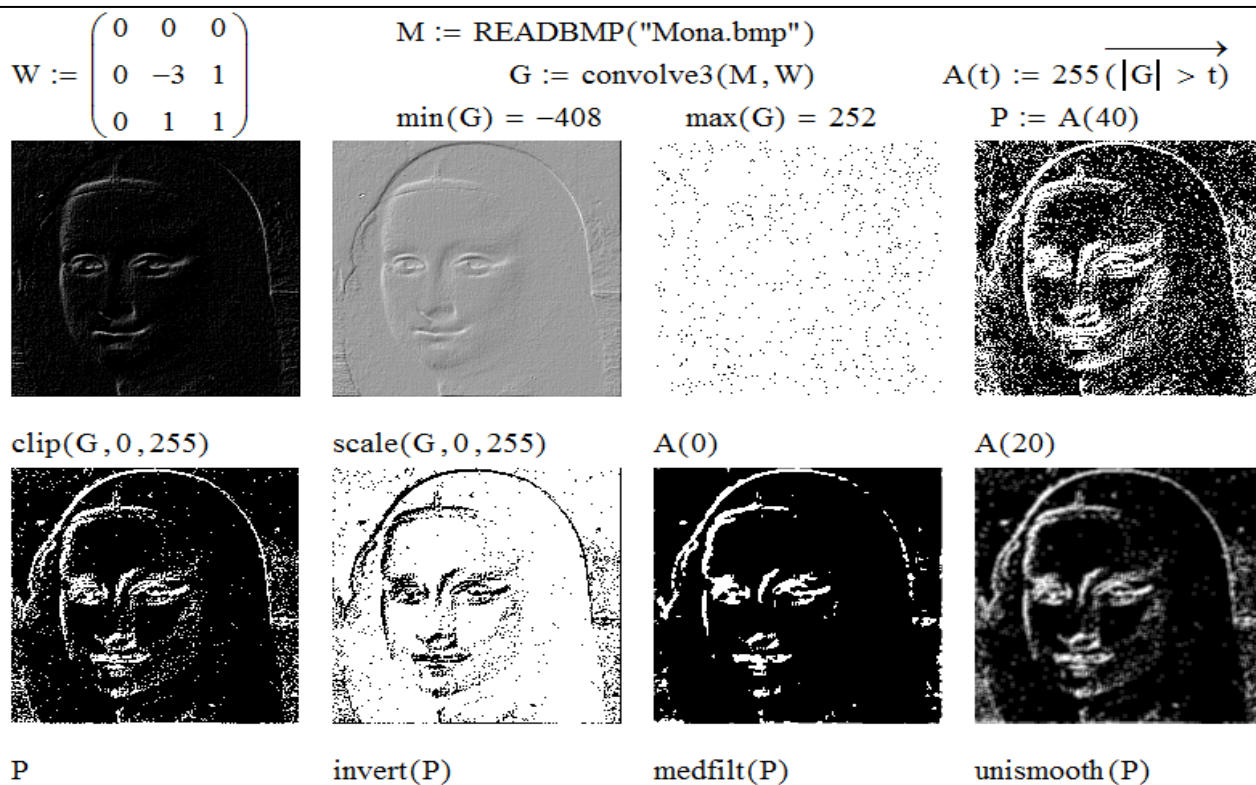 W := ( 0 0 0
0 −3 1
0 1 1 )
M := READBMP("Mona.bmp")
G := convolve3(M, W)
min(G) = −408 max(G) = 252
A(t) := 255(|G| > t)
P := A(40)
clip(G, 0, 255) scale(G, 0, 255) A(0) A(20)
P invert(P) medfilt(P) unismooth(P)